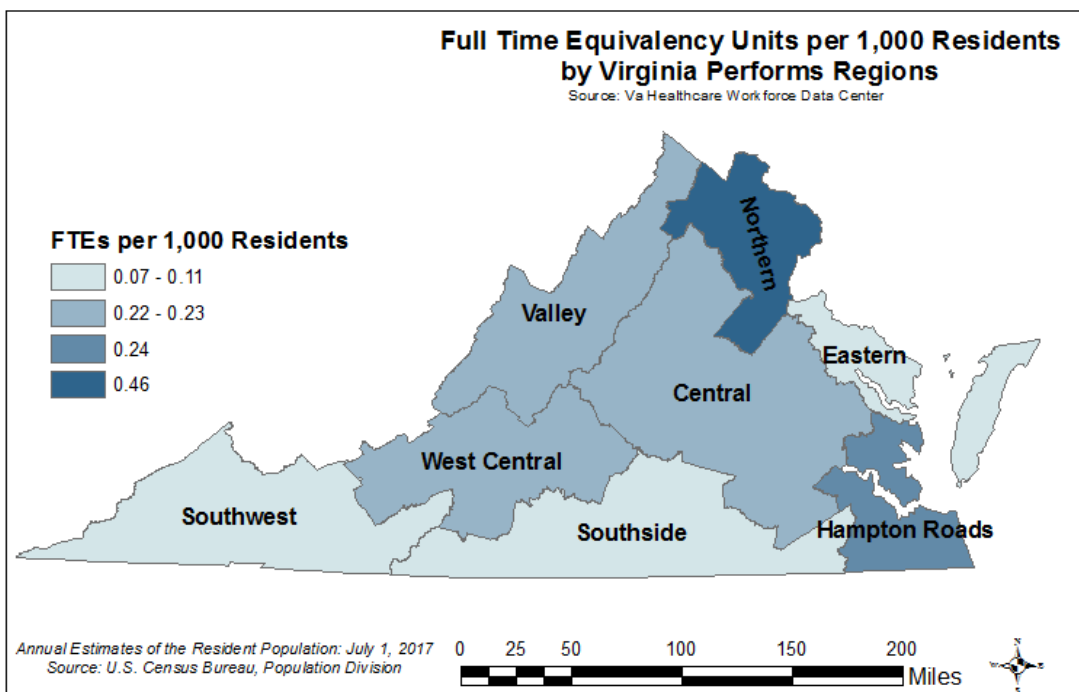 Full Time Equivalency Units per 1,000 Residents
by Virginia Performs Regions
Source: Va Healthcare Workforce Data Center
FTEs per 1,000 Residents
0.07 - 0.11
0.22 - 0.23
0.24
0.46
Northern
Valley
Eastern
Central
West Central
Southwest
Southside
Hampton Roads
Annual Estimates of the Resident Population: July 1, 2017
Source: U.S. Census Bureau, Population Division
0 25 50 100 150 200
Miles
N
W
E
S